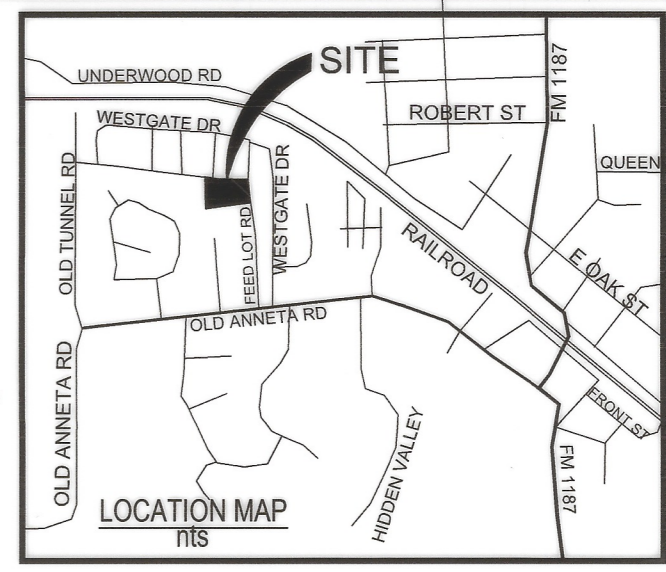 SITE
UNDERWOOD RD
FM 1187
ROBERT ST
WESTGATE DR
QUEEN
WESTGATE DR
OLD TUNNEL RD
FEED LOT RD
RAILROAD
E OAK ST
OLD ANNETA RD
OLD ANNETA RD
FRONT ST
HIDDEN VALLEY
FM 1187
LOCATION MAP
nts